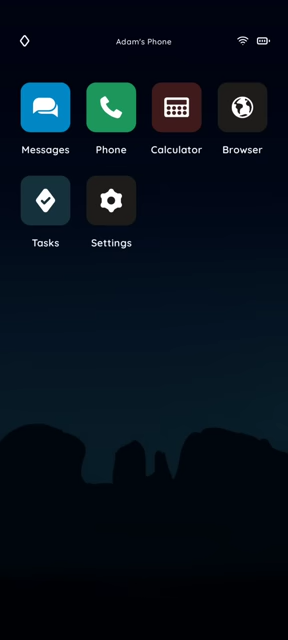 Adam's Phone
Messages
Phone
Calculator
Browser
Tasks
Settings